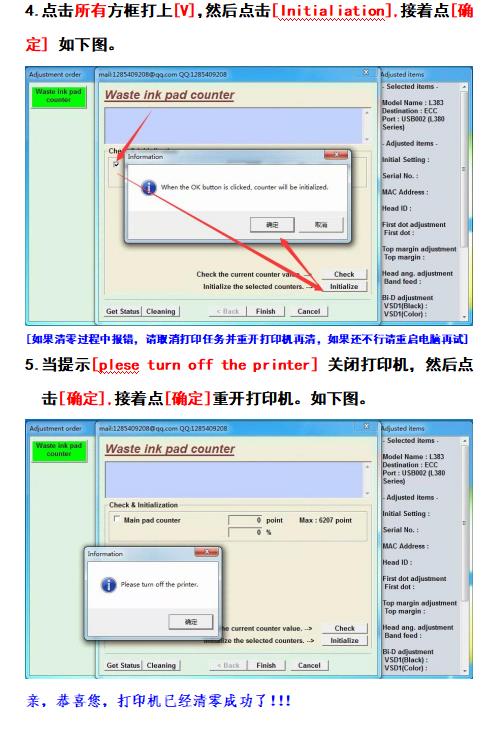 4.点击所有方框打上[V],然后点击[Initialiation],接着点[确
定] 如下图。
Adjustment order
mail:1285409208@qq.com QQ:1285409208
Adjusted items
Waste ink pad
counter
Waste ink pad counter
- Selected items -
Model Name : L383
Destination : ECC
Port : USB002 (L380
Series)
- Adjusted items -
Initial Setting :
Serial No. :
MAC Address :
Head ID :
First dot adjustment
First dot :
Top margin adjustment
Top margin :
Head ang. adjustment
Band feed :
Bi-D adjustment
VSD1(Black) :
VSD1(Color) :
Information
When the OK button is clicked, counter will be initialized.
确定
取消
Check the current counter value. -->
Check
Initialize the selected counters. -->
Initialize
Get Status
Cleaning
< Back
Finish
Cancel
[如果清零过程中报错，请取消打印任务并重开打印机再清，如果还不行请重启电脑再试]
5.当提示[plese turn off the printer] 关闭打印机，然后点
击[确定],接着点[确定]重开打印机。如下图。
Adjustment order
mail:1285409208@qq.com QQ:1285409208
Adjusted items
Waste ink pad
counter
Waste ink pad counter
- Selected items -
Model Name : L383
Destination : ECC
Port : USB002 (L380
Series)
- Adjusted items -
Initial Setting :
Serial No. :
MAC Address :
Head ID :
First dot adjustment
First dot :
Top margin adjustment
Top margin :
Head ang. adjustment
Band feed :
Bi-D adjustment
VSD1(Black) :
VSD1(Color) :
Check & Initialization
Main pad counter
0 point
Max : 6207 point
0 %
Information
Please turn off the printer.
确定
he current counter value. -->
Check
ize the selected counters. -->
Initialize
Get Status
Cleaning
< Back
Finish
Cancel
亲，恭喜您，打印机已经清零成功了!!!